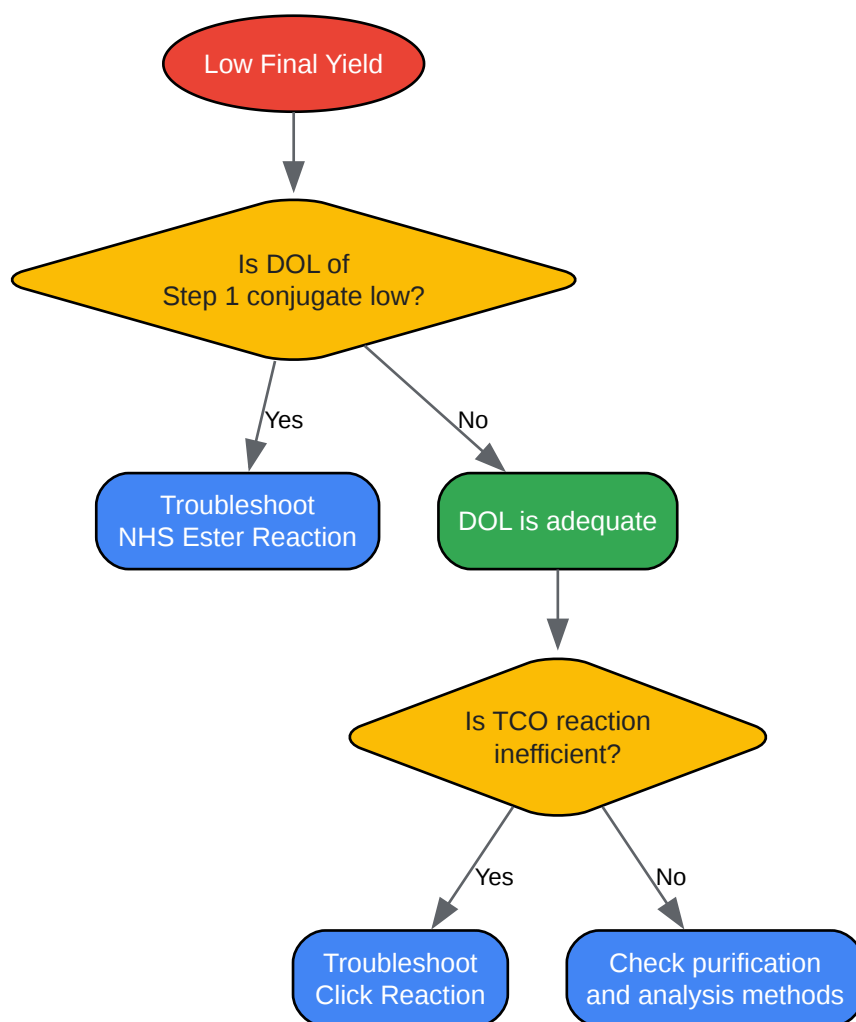 Low Final Yield
Is DOL of
Step 1 conjugate low?
Yes
No
Troubleshoot
NHS Ester Reaction
DOL is adequate
Is TCO reaction
inefficient?
Yes
No
Troubleshoot
Click Reaction
Check purification
and analysis methods